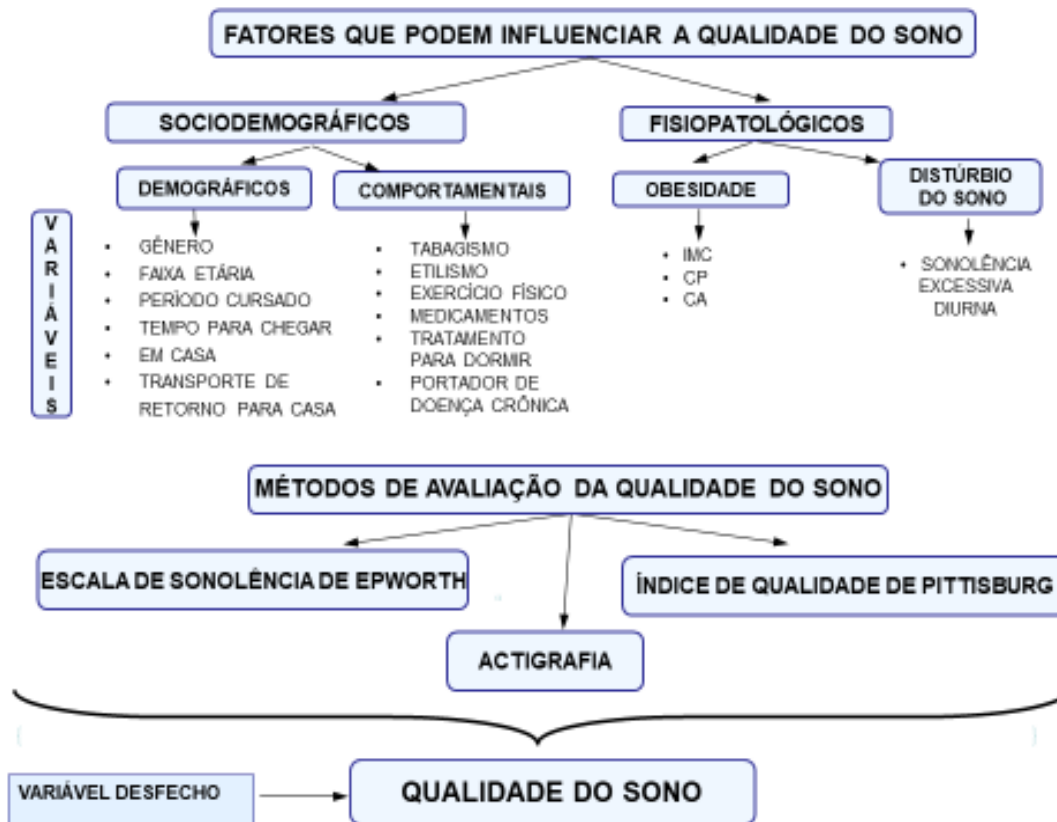 FATORES QUE PODEM INFLUENCIAR A QUALIDADE DO SONO
SOCIODEMOGRÁFICOS
FISIOPATOLÓGICOS
DEMOGRÁFICOS
COMPORTAMENTAIS
OBESIDADE
DISTÚRBIO
DO SONO
VARIÁVEIS
• GÊNERO
• FAIXA ETÁRIA
• PERÌODO CURSADO
• TEMPO PARA CHEGAR
• EM CASA
• TRANSPORTE DE
RETORNO PARA CASA
• TABAGISMO
• ETILISMO
• EXERCÍCIO FÍSICO
• MEDICAMENTOS
• TRATAMENTO
PARA DORMIR
• PORTADOR DE
DOENÇA CRÔNICA
• IMC
• CP
• CA
• SONOLÊNCIA
EXCESSIVA
DIURNA
MÉTODOS DE AVALIAÇÃO DA QUALIDADE DO SONO
ESCALA DE SONOLÊNCIA DE EPWORTH
ÍNDICE DE QUALIDADE DE PITTISBURG
ACTIGRAFIA
VARIÁVEL DESFECHO
QUALIDADE DO SONO